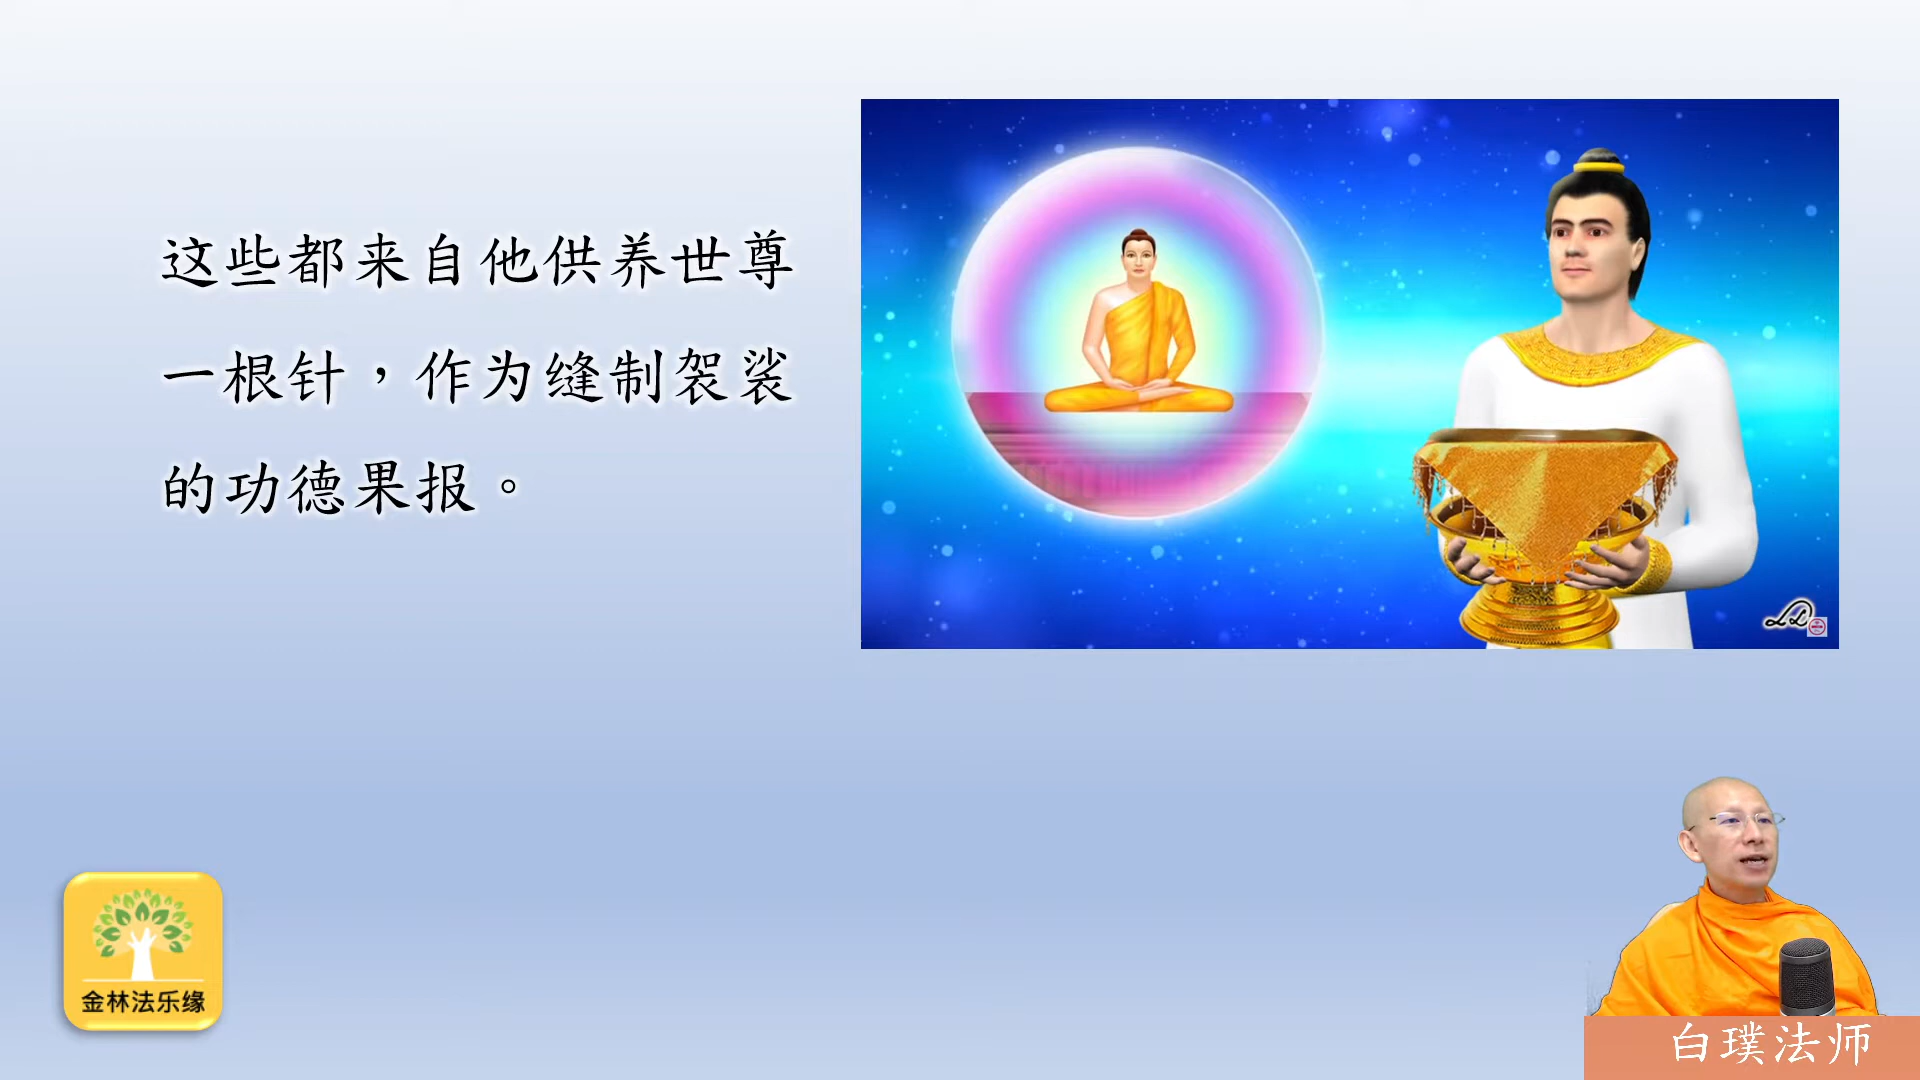 这些都来自他供养世尊
一根针，作为缝制袈裟
的功德果报。
金林法乐缘
白璞法师